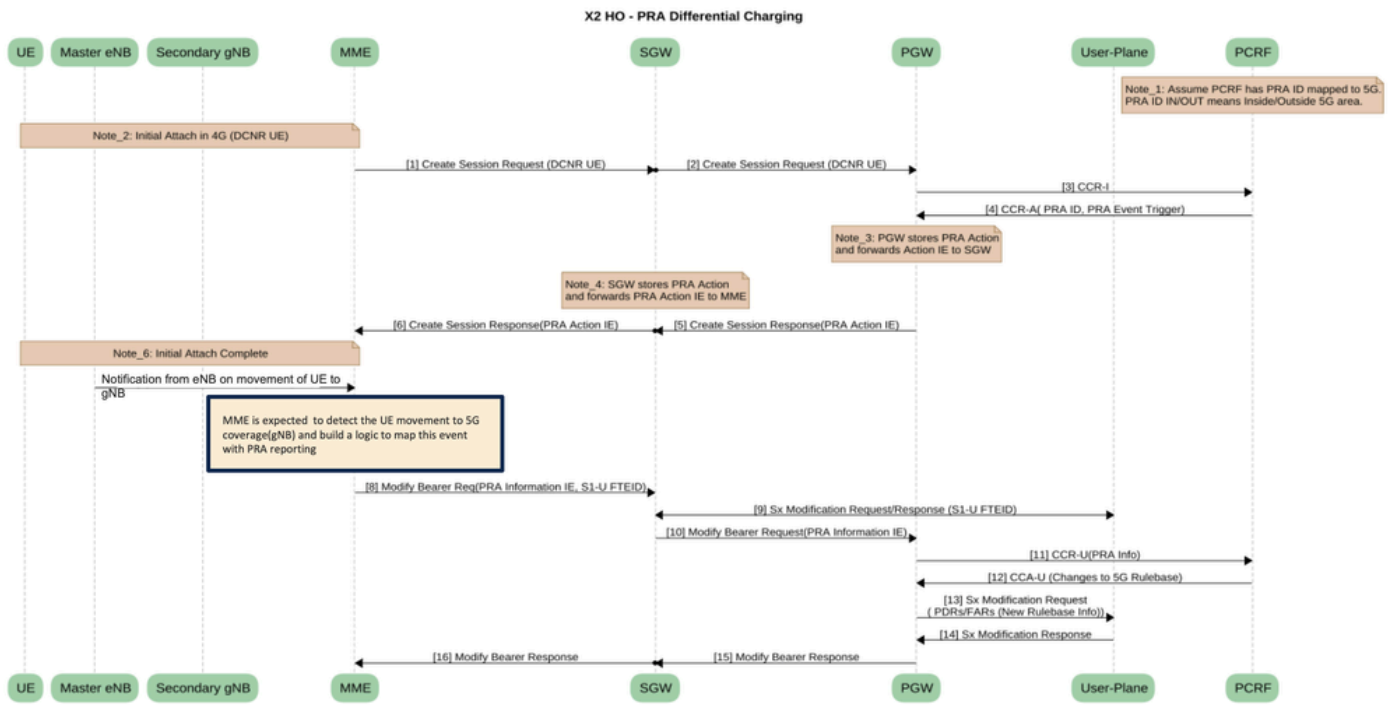 X2 HO - PRA Differential Charging
UE
Master eNB
Secondary gNB
MME
SGW
PGW
User-Plane
PCRF
Note_1: Assume PCRF has PRA ID mapped to 5G.
PRA ID IN/OUT means Inside/Outside 5G area.
Note_2: Initial Attach in 4G (DCNR UE)
[1] Create Session Request (DCNR UE)
[2] Create Session Request (DCNR UE)
[3] CCR-I
[4] CCR-A( PRA ID, PRA Event Trigger)
Note_3: PGW stores PRA Action
and forwards Action IE to SGW
Note_4: SGW stores PRA Action
and forwards PRA Action IE to MME
[6] Create Session Response(PRA Action IE)
[5] Create Session Response(PRA Action IE)
Note_6: Initial Attach Complete
Notification from eNB on movement of UE to
gNB
MME is expected to detect the UE movement to 5G
coverage(gNB) and build a logic to map this event
with PRA reporting
[8] Modify Bearer Req(PRA Information IE, S1-U FTEID)
[9] Sx Modification Request/Response (S1-U FTEID)
[10] Modify Bearer Request(PRA Information IE)
[11] CCR-U(PRA Info)
[12] CCA-U (Changes to 5G Rulebase)
[13] Sx Modification Request
( PDRs/FARs (New Rulebase Info))
[14] Sx Modification Response
[16] Modify Bearer Response
[15] Modify Bearer Response
UE
Master eNB
Secondary gNB
MME
SGW
PGW
User-Plane
PCRF